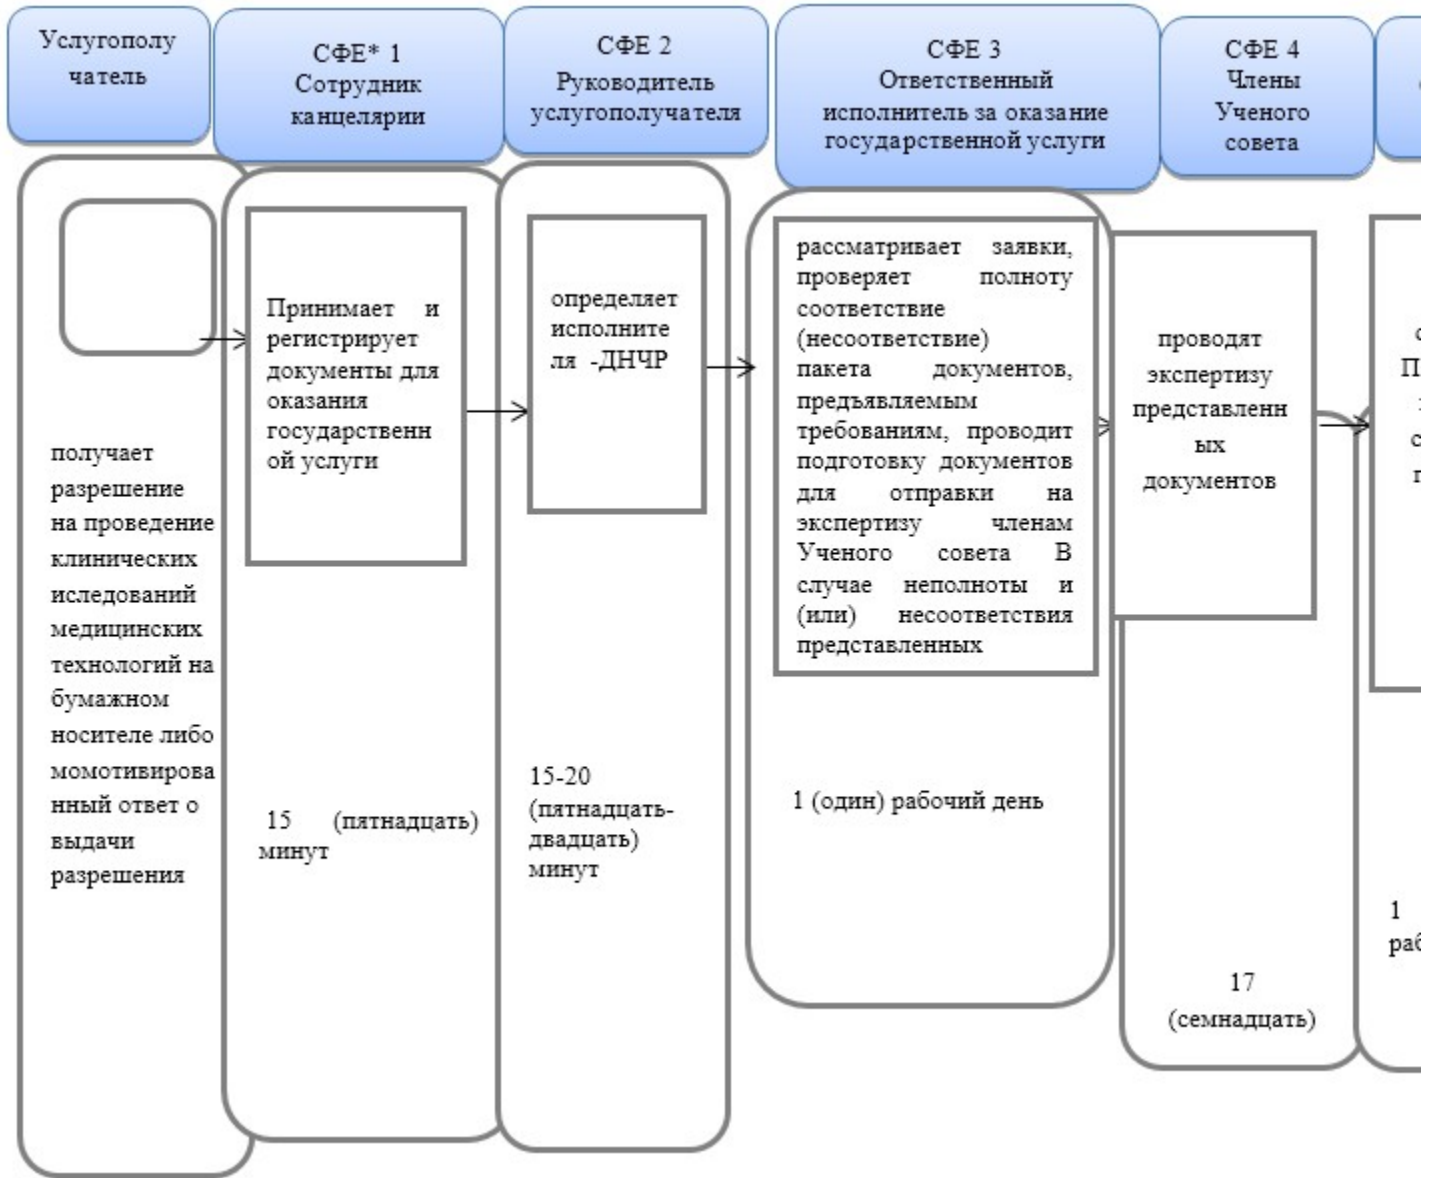 Услугополу
чатель
СФЕ* 1
Сотрудник
канцелярии
СФЕ 2
Руководитель
услугополучателя
СФЕ 3
Ответственный
исполнитель за оказание
государственной услуги
СФЕ 4
Члены
Ученого
совета
получает
разрешение
на проведение
клинических
иследований
медицинских
технологий на
бумажном
носителе либо
момотивирова
нный ответ о
выдачи
разрешения
Принимает и
регистрирует
документы для
оказания
государственн
ой услуги
15 (пятнадцать)
минут
определяет
исполните
ля -ДНЧР
15-20
(пятнадцать-
двадцать)
минут
рассматривает заявки,
проверяет полноту
соответствие
(несоответствие)
пакета документов,
предъявляемым
требованиям, проводит
подготовку документов
для отправки на
экспертизу членам
Ученого совета В
случае неполноты и
(или) несоответствия
представленных
1 (один) рабочий день
проводят
экспертизу
представленн
ых
документов
17
(семнадцать)
1